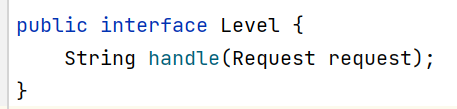 public interface Level {
    String handle(Request request);
}